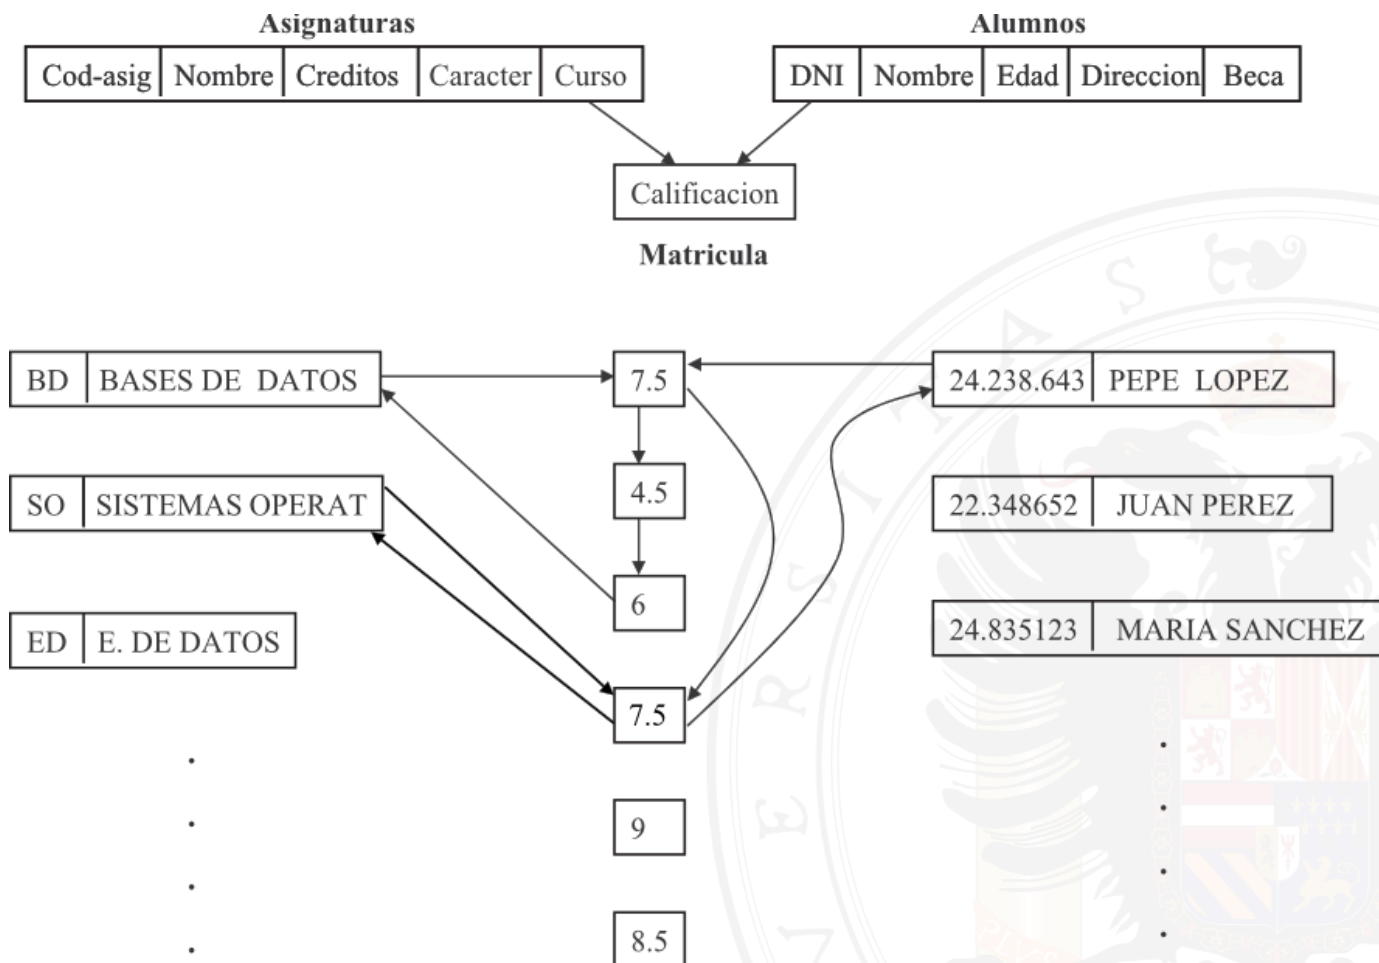 Asignaturas
Alumnos
Cod-asig Nombre Creditos Caracter Curso
DNI Nombre Edad Direccion Beca
Calificacion
Matricula
BD BASES DE DATOS
7.5
24.238.643 PEPE LOPEZ
SO SISTEMAS OPERAT
4.5
22.348652 JUAN PEREZ
6
ED E. DE DATOS
24.835123 MARIA SANCHEZ
7.5
9
8.5